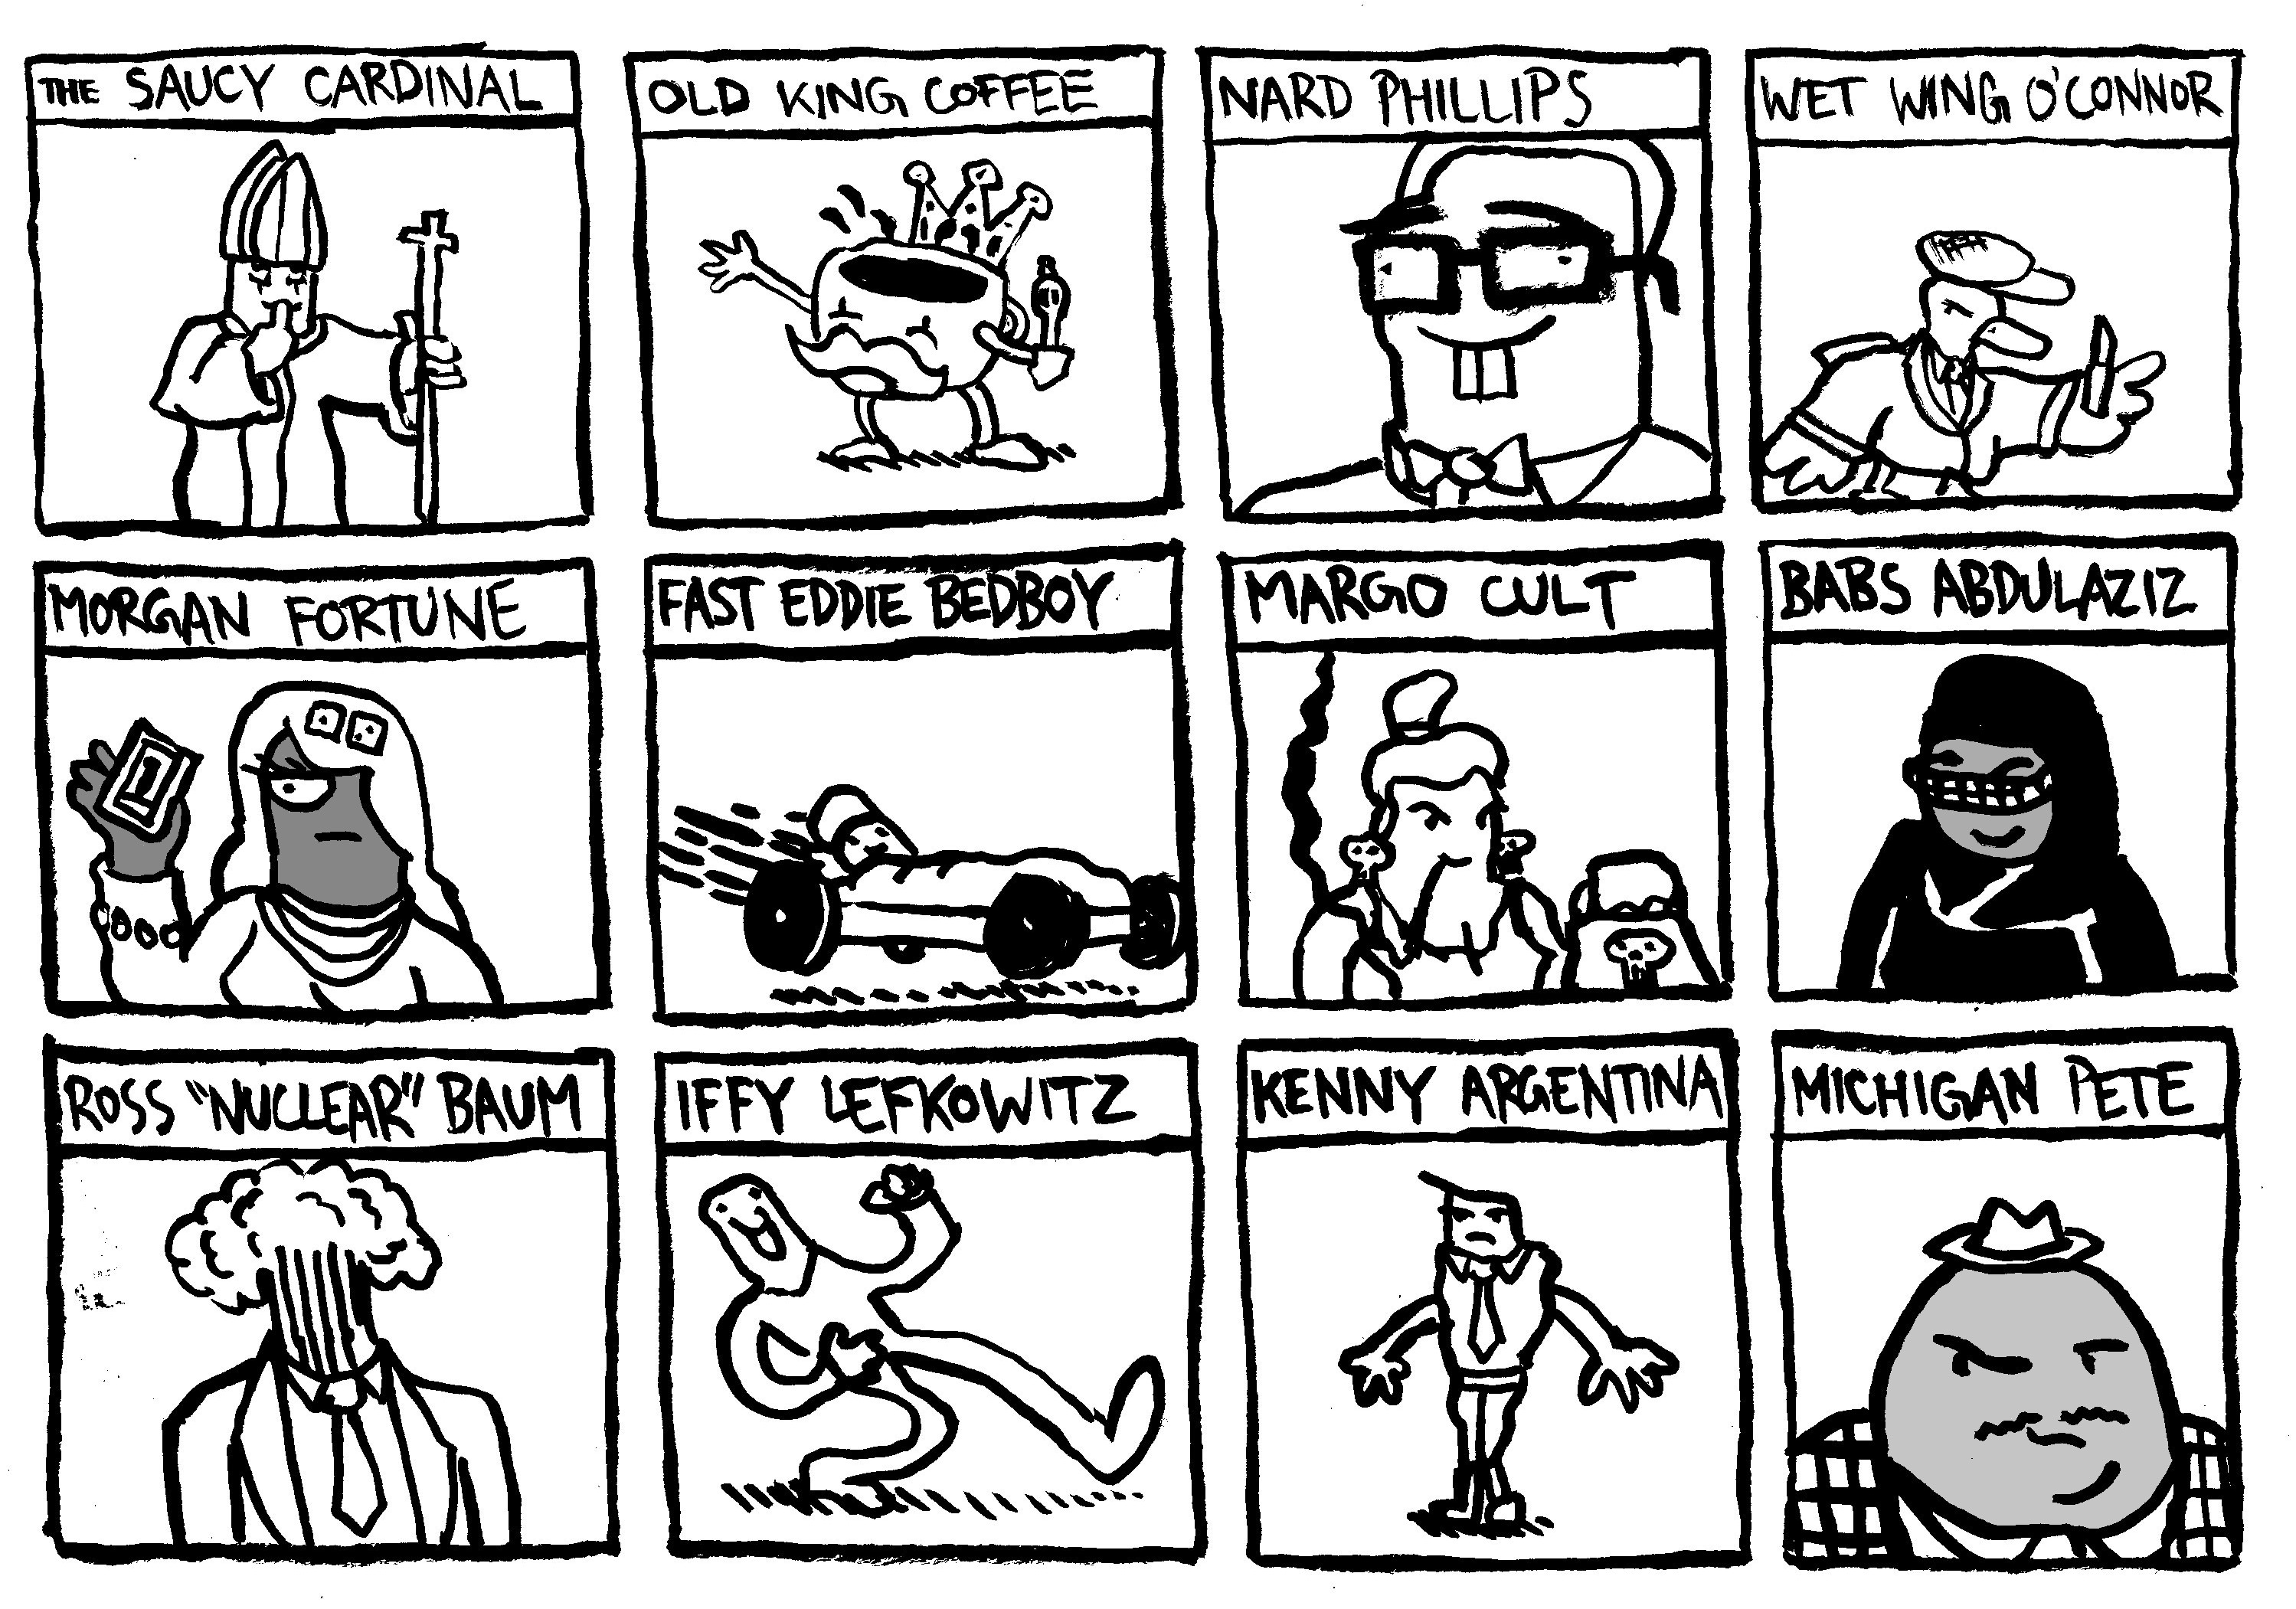 THE SAUCY CARDINAL
OLD KING COFFEE
NARD PHILLIPS
WET WING O'CONNOR
MORGAN FORTUNE
FAST EDDIE BEDBOY
MARGO CULT
BABS ABDULAZIZ
1
ROSS "NUCLEAR" BAUM
IFFY LEFKOWITZ
KENNY ARGENTINA
MICHIGAN PETE